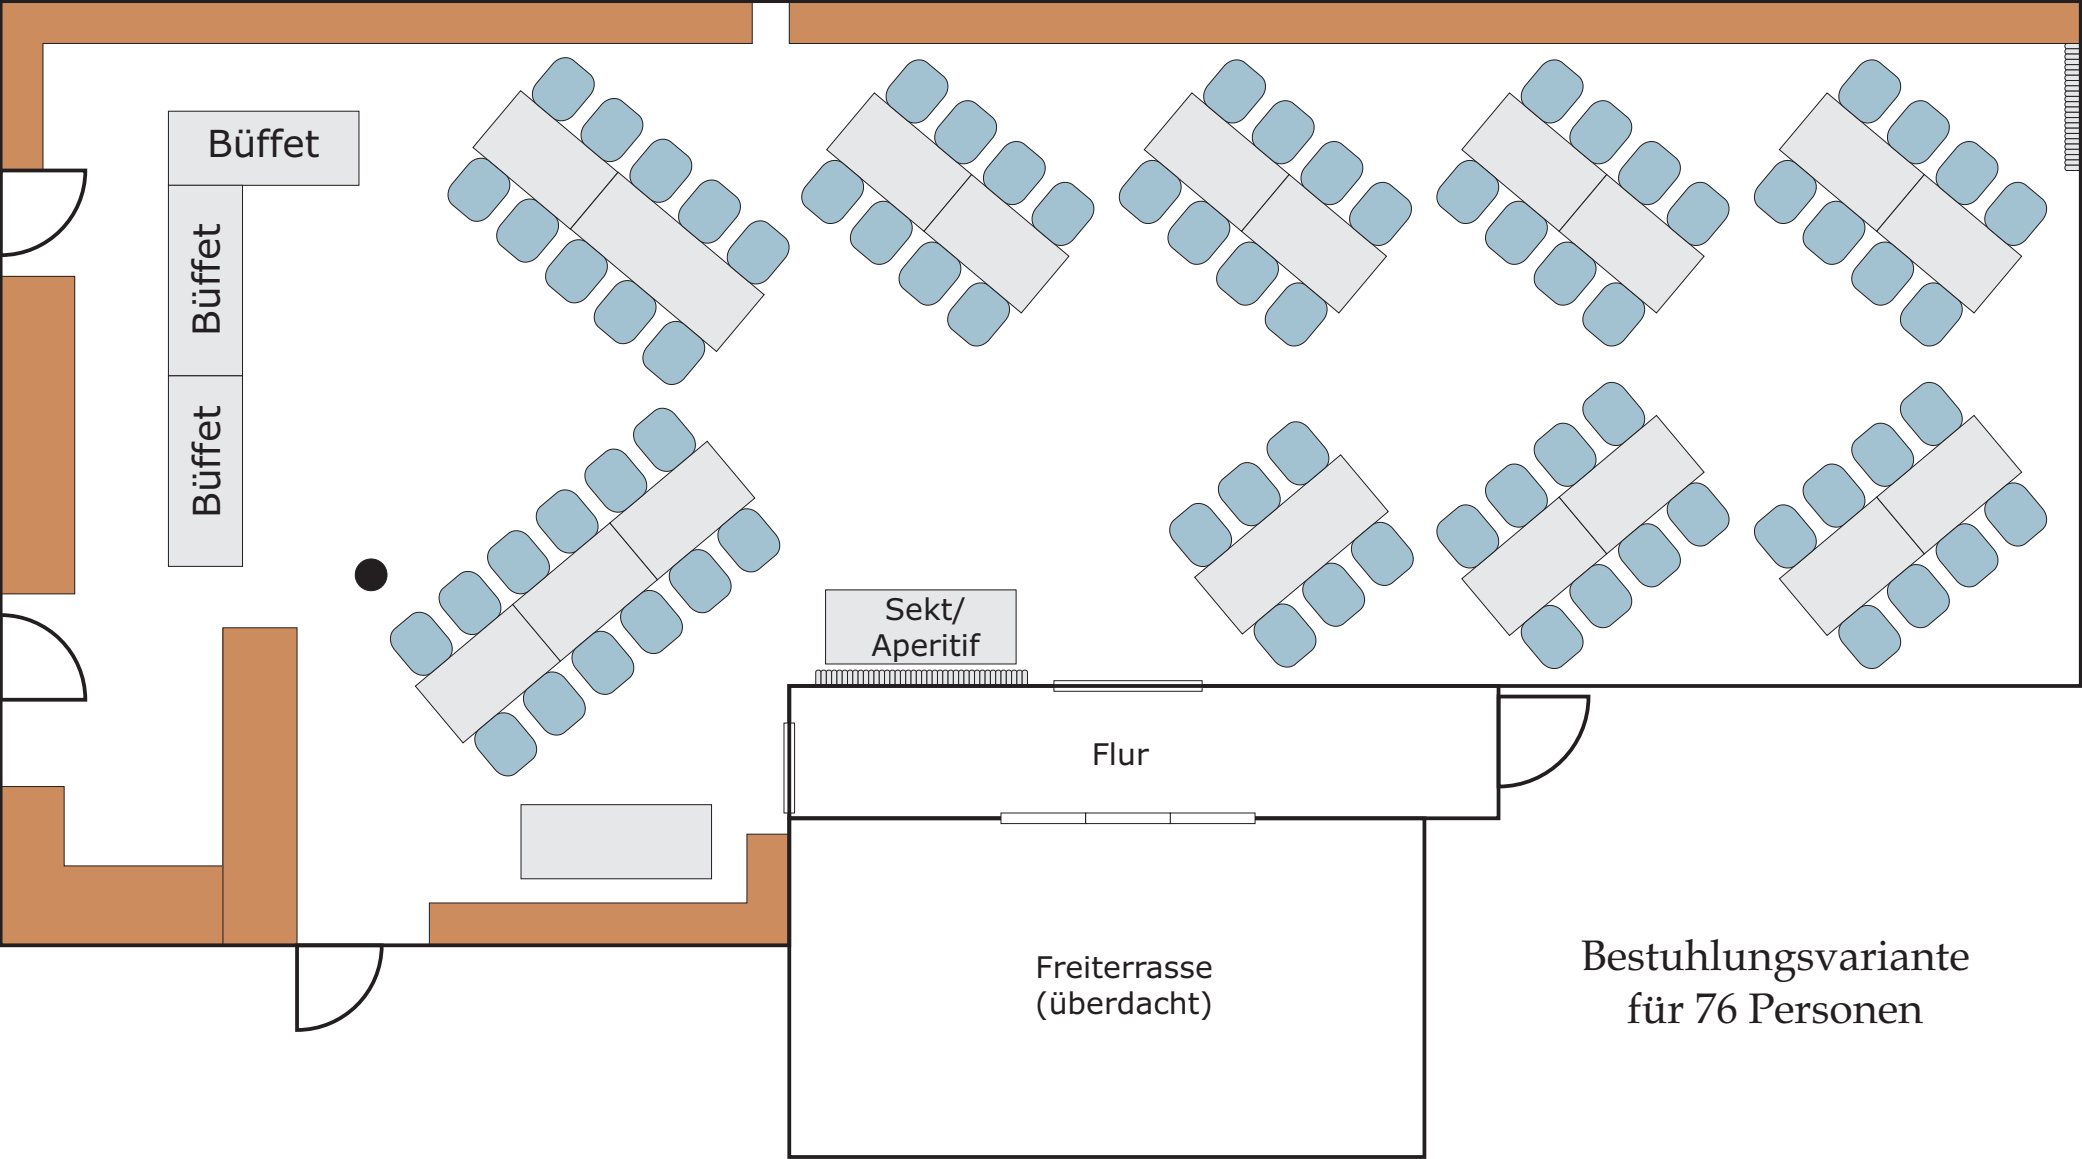 Büffet
Büffet
Büffet
Sekt/
Aperitif
Flur
Freiterrasse
(überdacht)
Bestuhlungsvariante
für 76 Personen